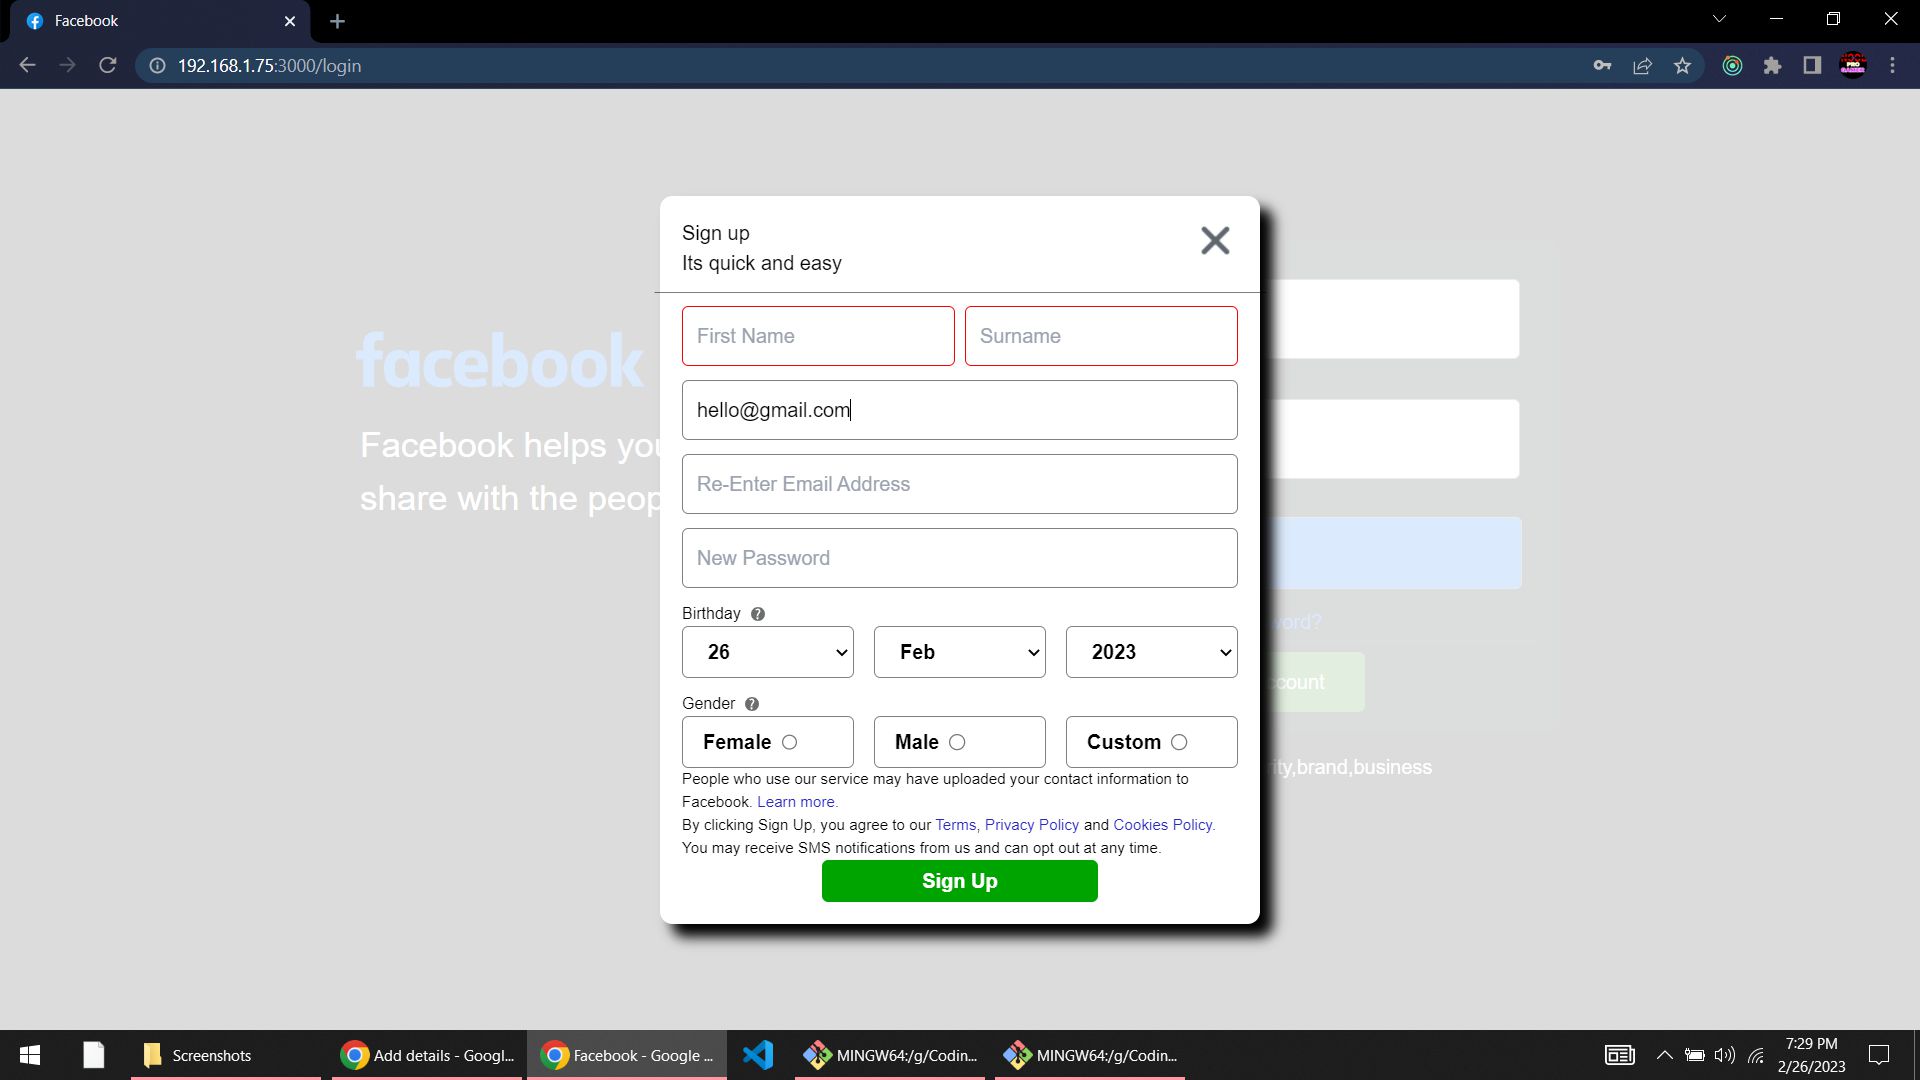 Facebook
192.168.1.75:3000/login
Sign up
Its quick and easy
First Name
Surname
facebook
hello@gmail.com
Facebook helps you
share with the peop
Re-Enter Email Address
New Password
Birthday
26
Feb
2023
word?
Gender
ccount
Female
Male
Custom
ity,brand,business
People who use our service may have uploaded your contact information to
Facebook. Learn more.
By clicking Sign Up, you agree to our Terms, Privacy Policy and Cookies Policy.
You may receive SMS notifications from us and can opt out at any time.
Sign Up
Screenshots
Add details - Googl...
Facebook - Google ...
MINGW64:/g/Codin...
MINGW64:/g/Codin...
7:29 PM
2/26/2023